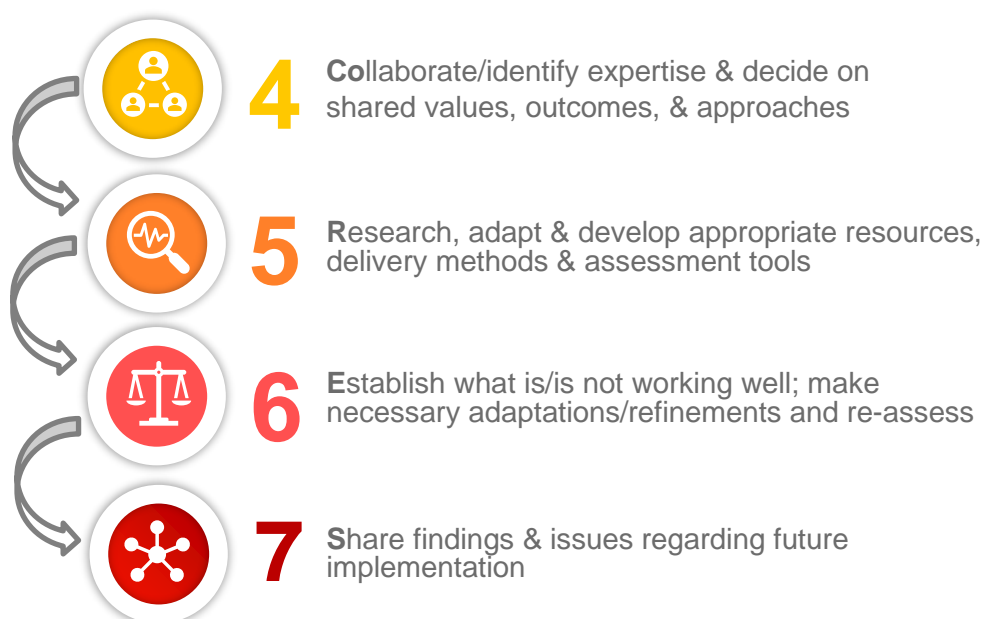 4
Collaborate/identify expertise & decide on
shared values, outcomes, & approaches
5
Research, adapt & develop appropriate resources,
delivery methods & assessment tools
6
Establish what is/is not working well; make
necessary adaptations/refinements and re-assess
7
Share findings & issues regarding future
implementation